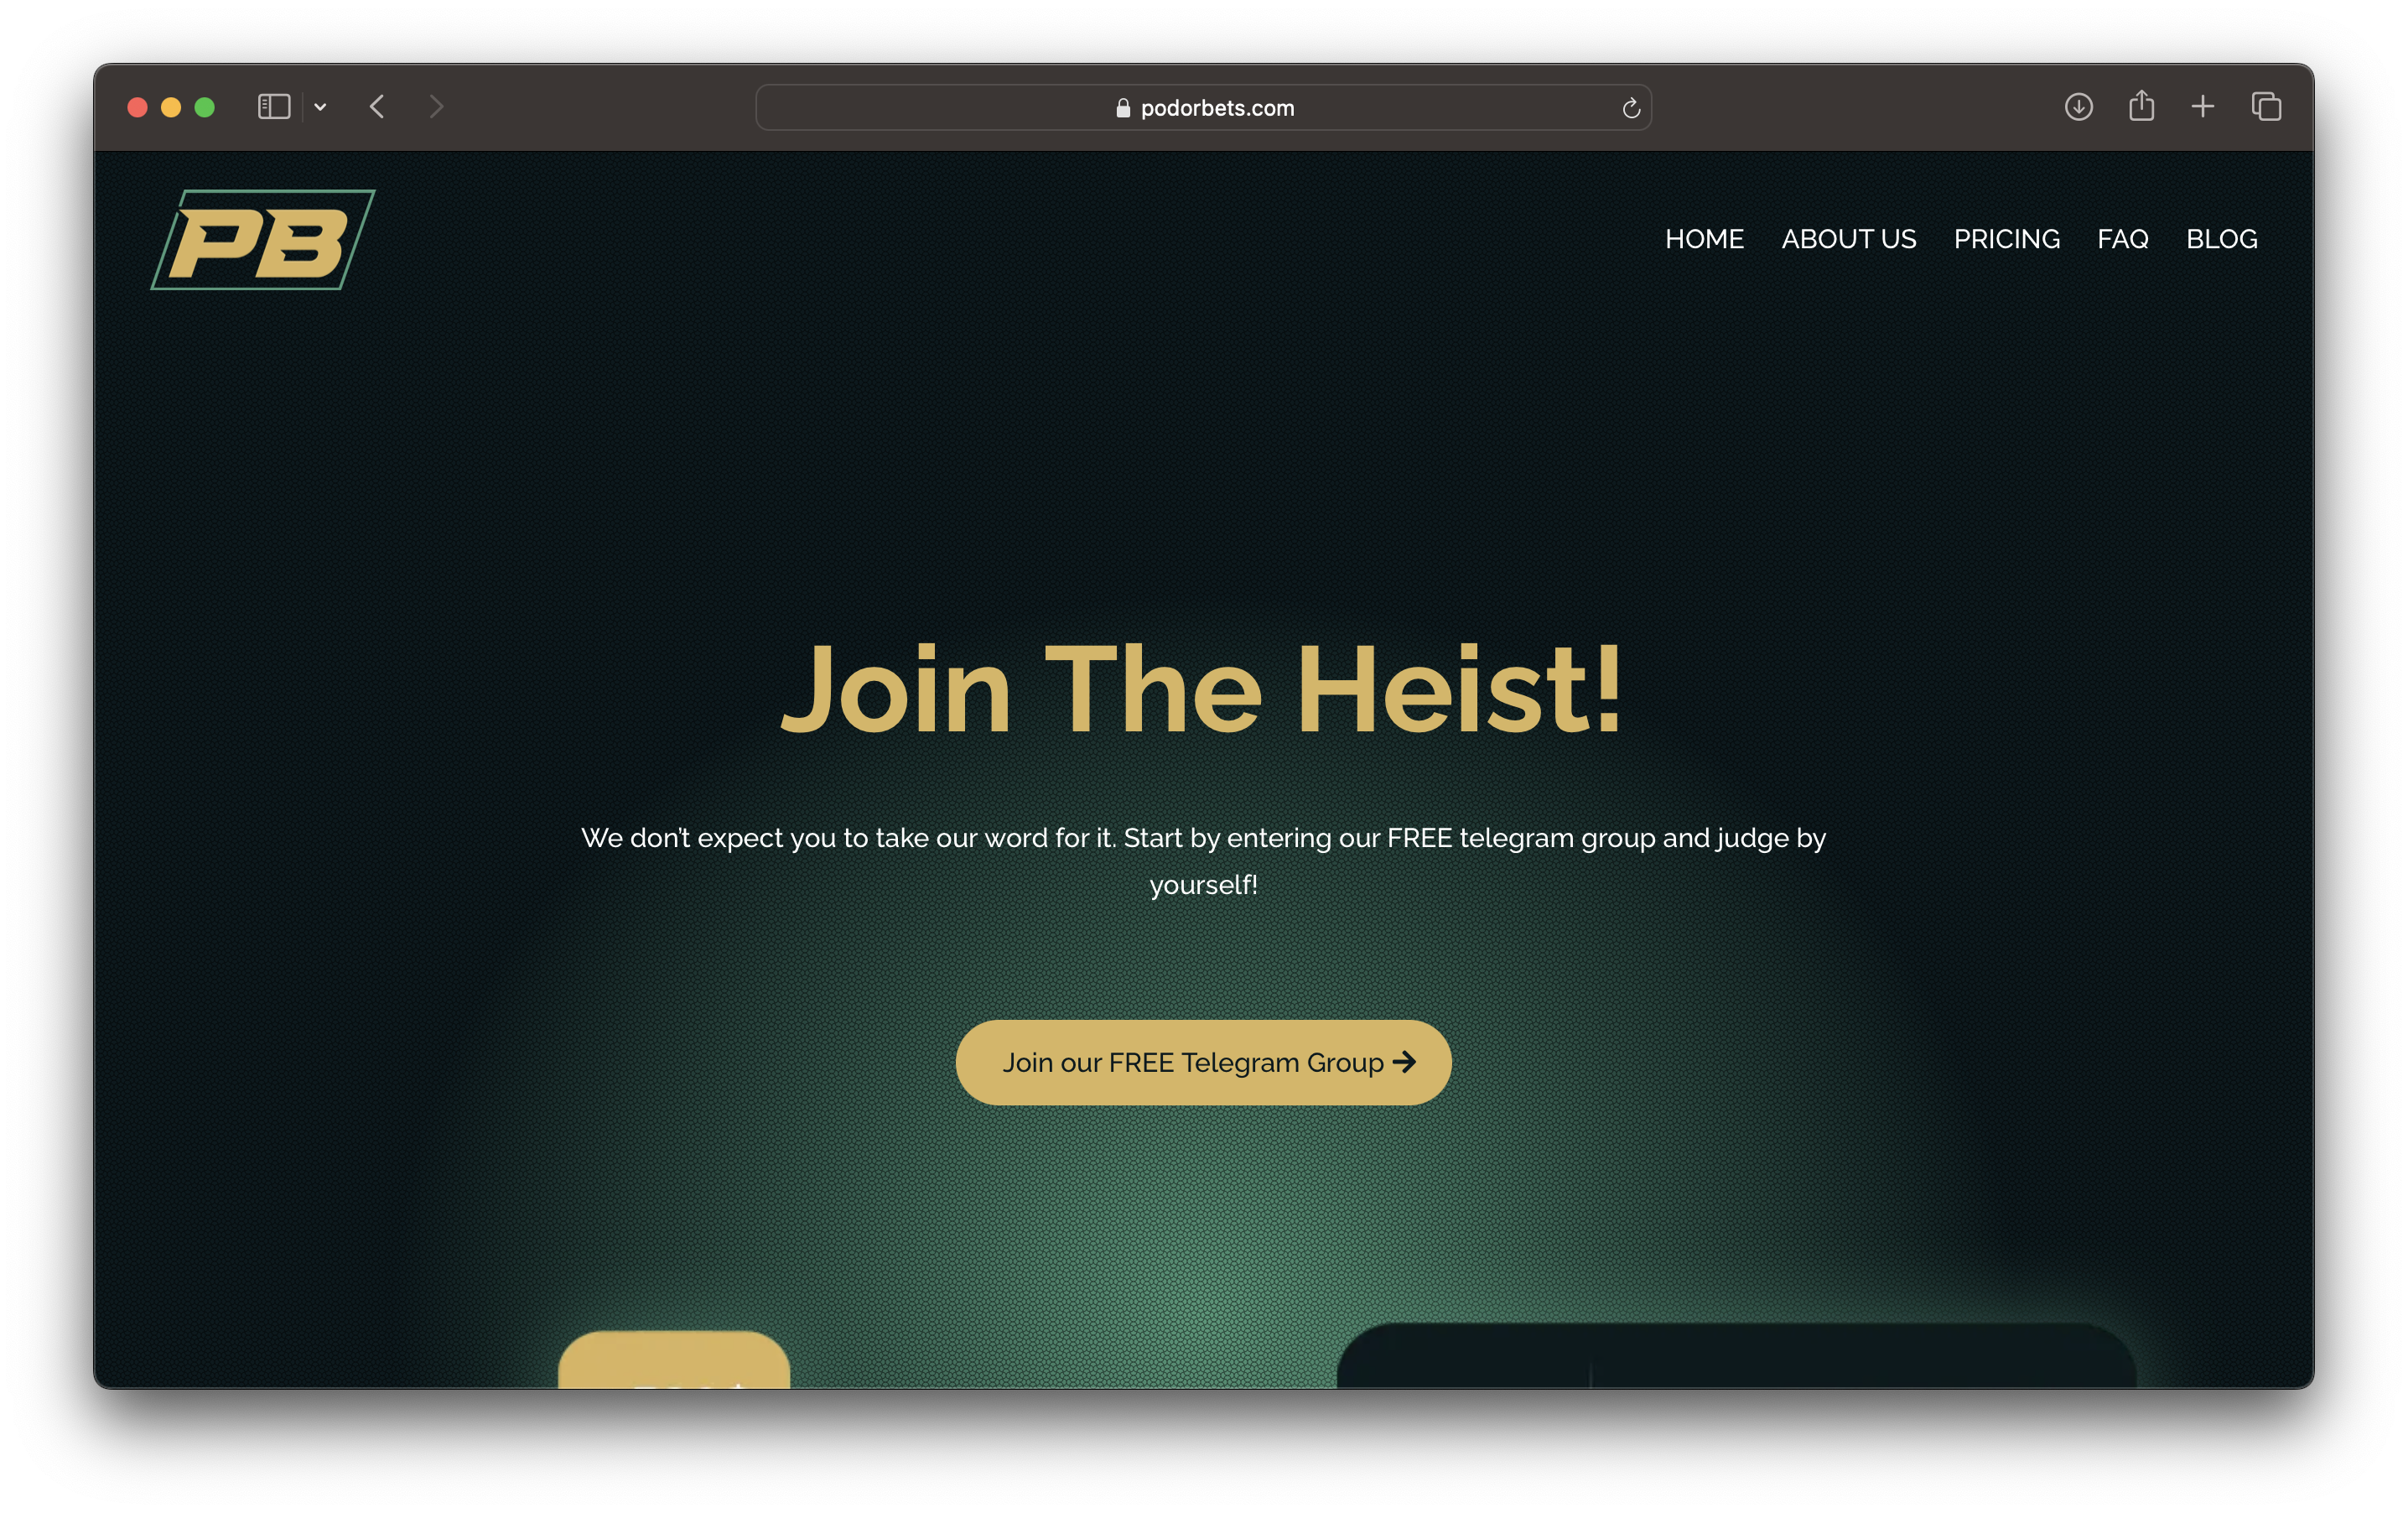 podorbets.com
PB
HOME ABOUT US PRICING FAQ BLOG
Join The Heist!
We don't expect you to take our word for it. Start by entering our FREE telegram group and judge by
yourself!
Join our FREE Telegram Group